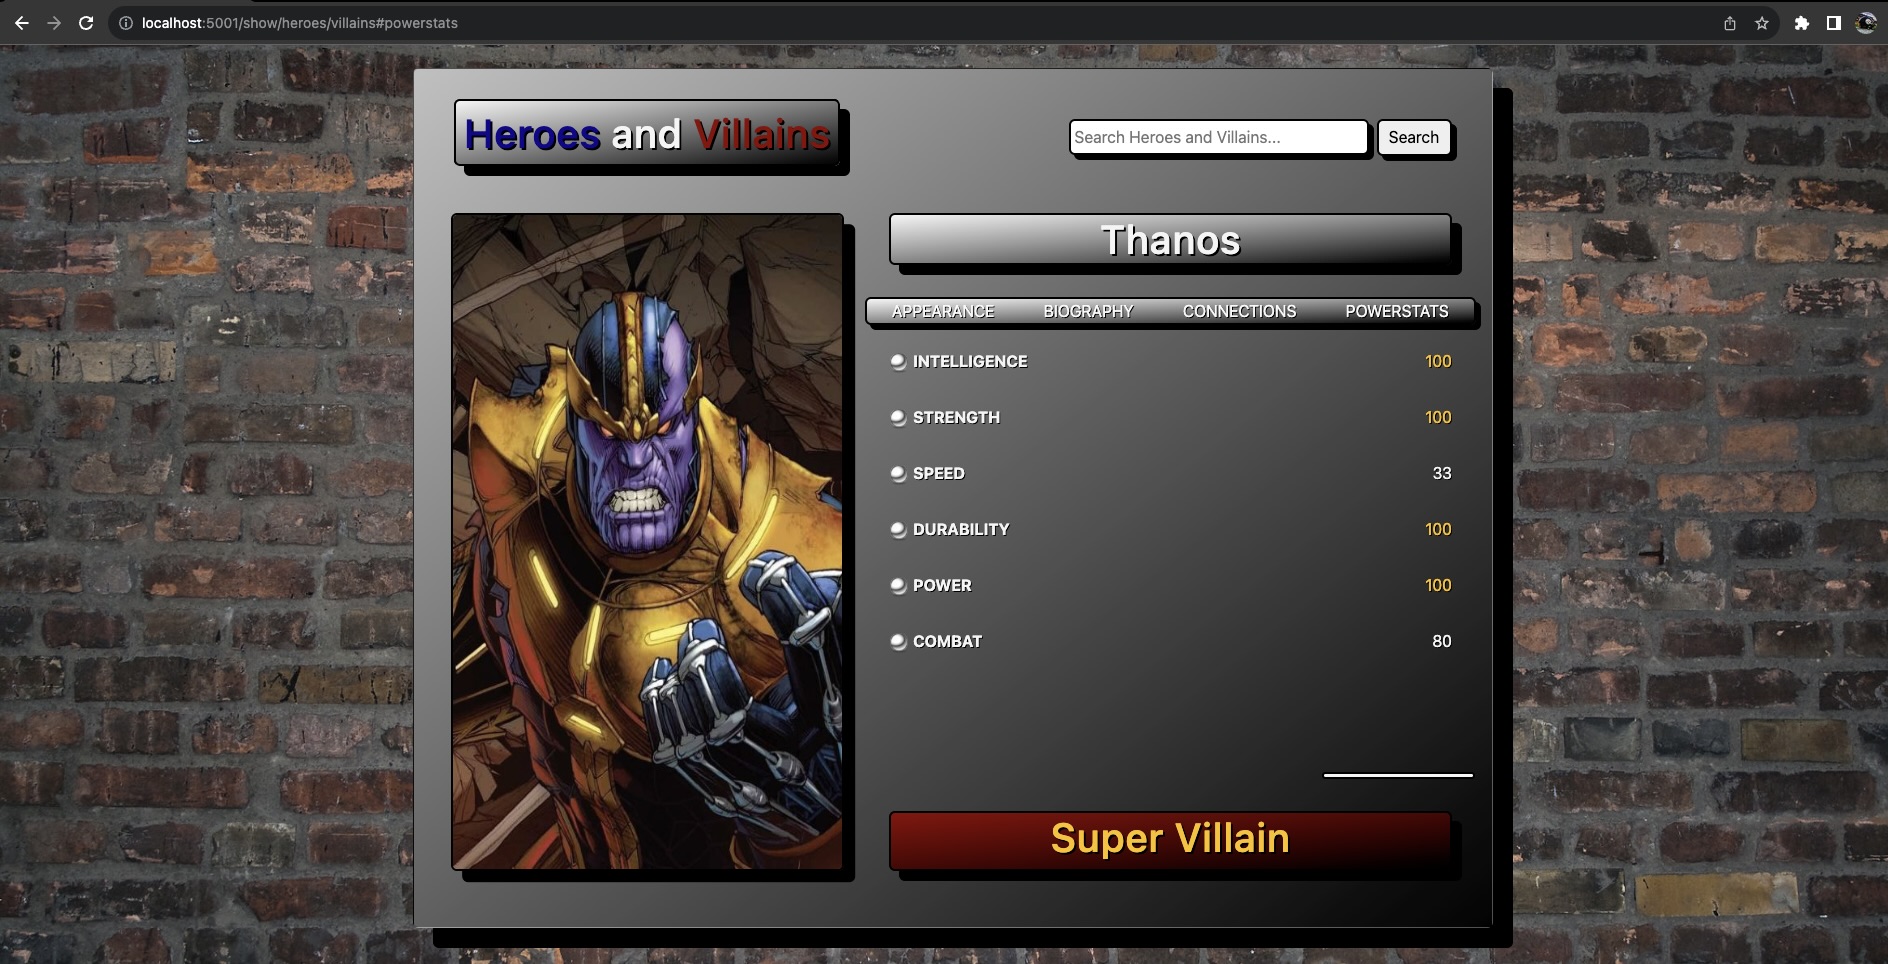 localhost:5001/show/heroes/villains#powerstats
Heroes and Villains
Search Heroes and Villains...
Search
Thanos
APPEARANCE BIOGRAPHY CONNECTIONS POWERSTATS
INTELLIGENCE 100
STRENGTH 100
SPEED 33
DURABILITY 100
POWER 100
COMBAT 80
Super Villain